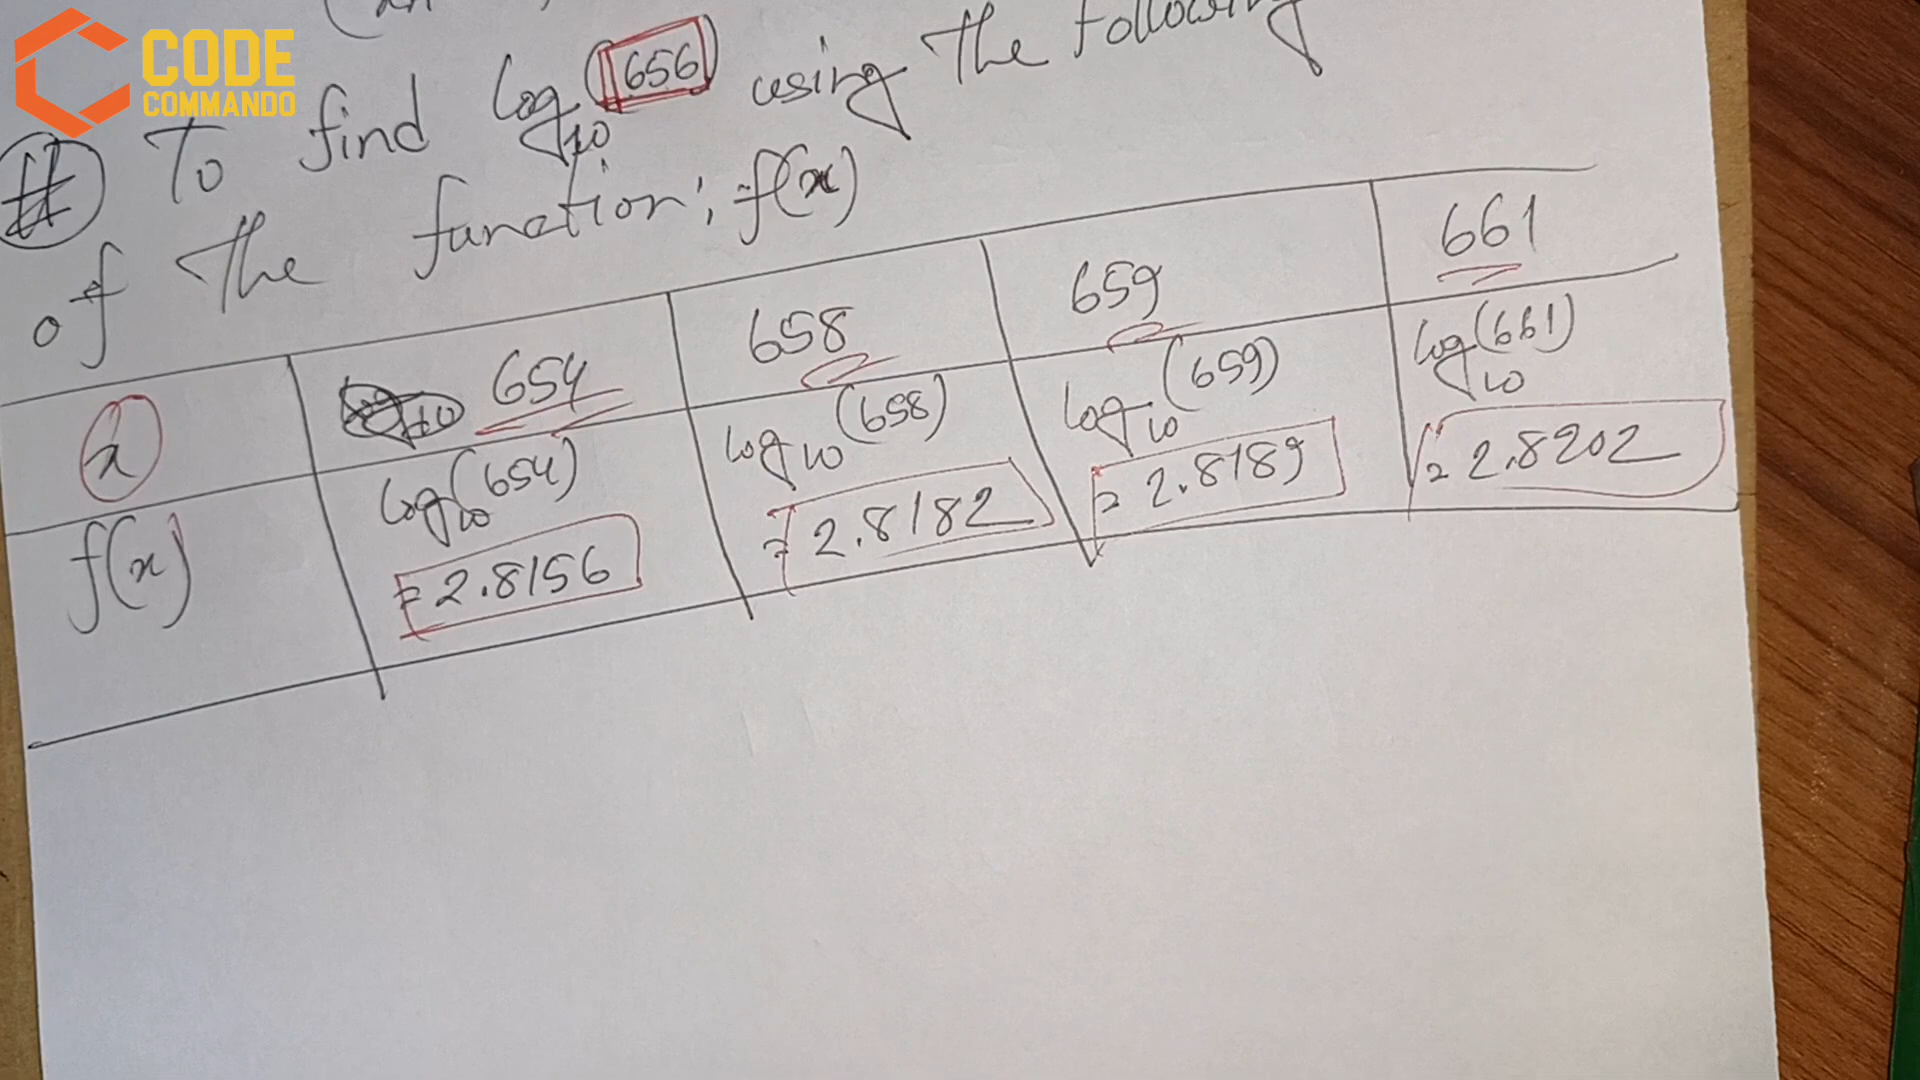 CODE
COMMANDO
# To find log10(656) using the following
of the function; f(x)
x 654 658 659 661
f(x) log10(654) = 2.8156 log10(658) = 2.8182 log10(659) = 2.8189 log10(661) = 2.8202